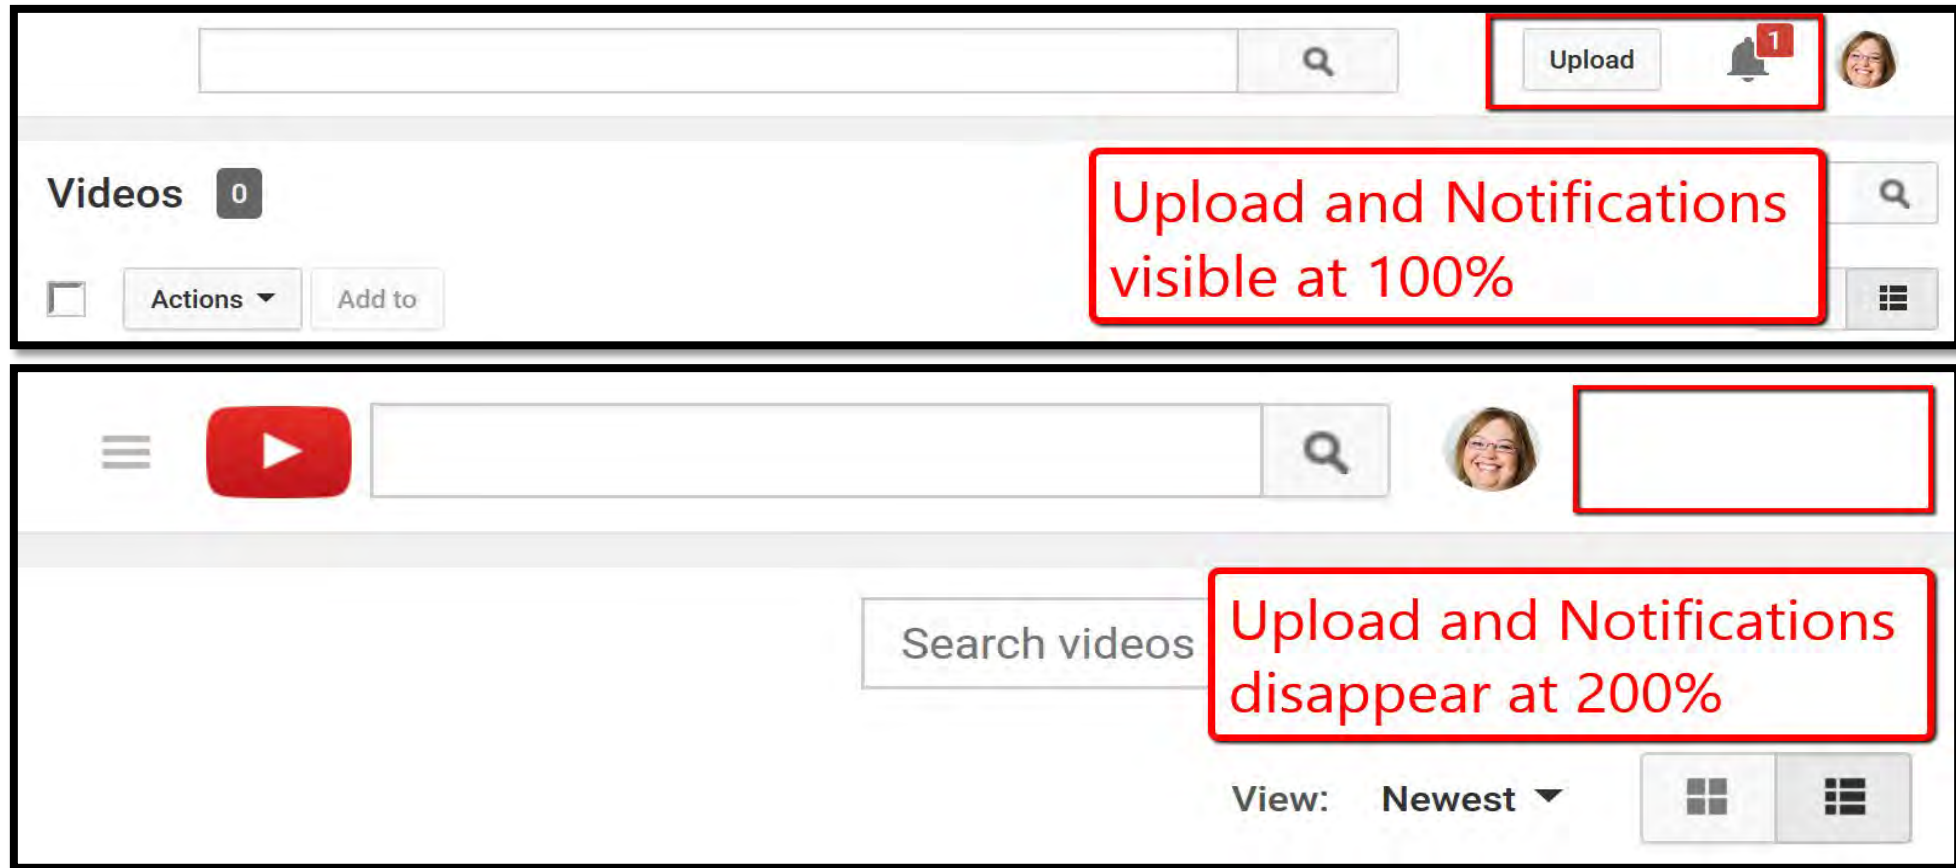 Upload 1
Videos 0
Upload and Notifications
visible at 100%
Actions Add to
Search videos
Upload and Notifications
disappear at 200%
View: Newest